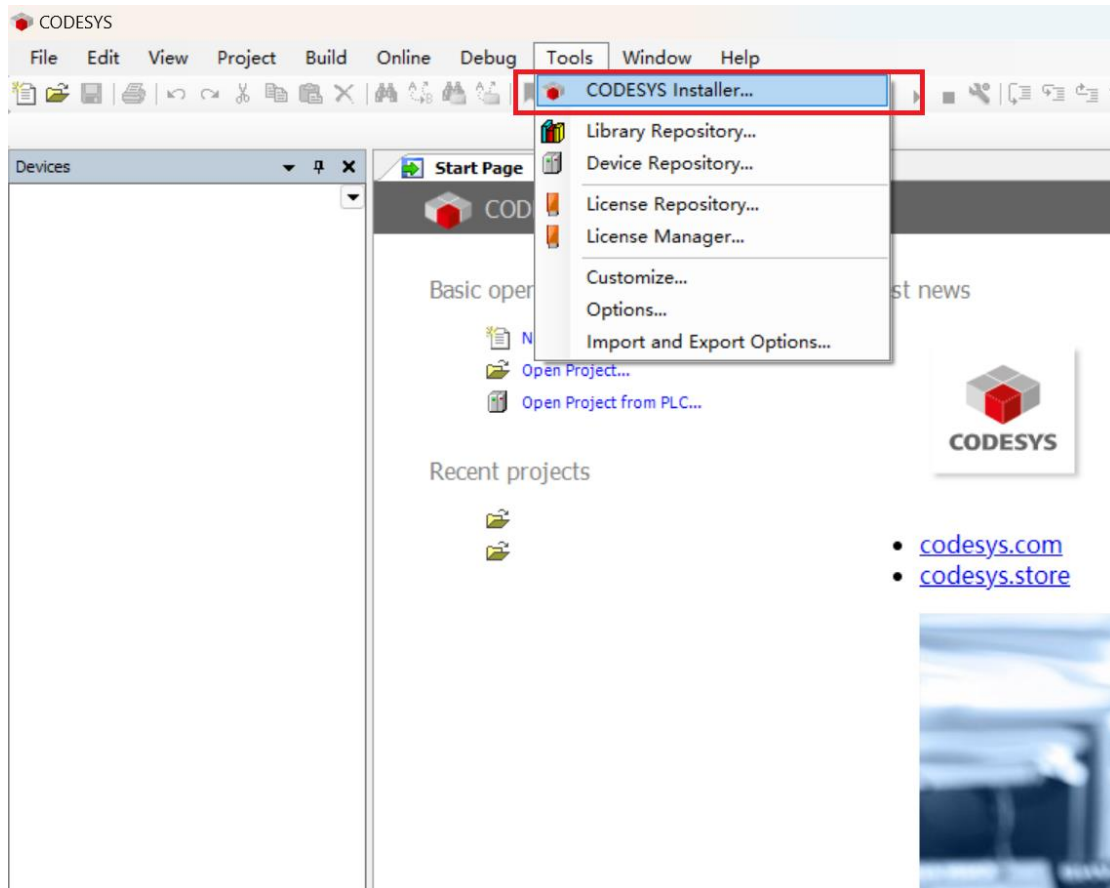 CODESYS
File Edit View Project Build Online Debug Tools Window Help
CODESYS Installer...
Library Repository...
Device Repository...
License Repository...
License Manager...
Customize...
Options...
Import and Export Options...
Devices
Start Page
COD
Basic oper
N
Open Project...
Open Project from PLC...
Recent projects
st news
CODESYS
codesys.com
codesys.store